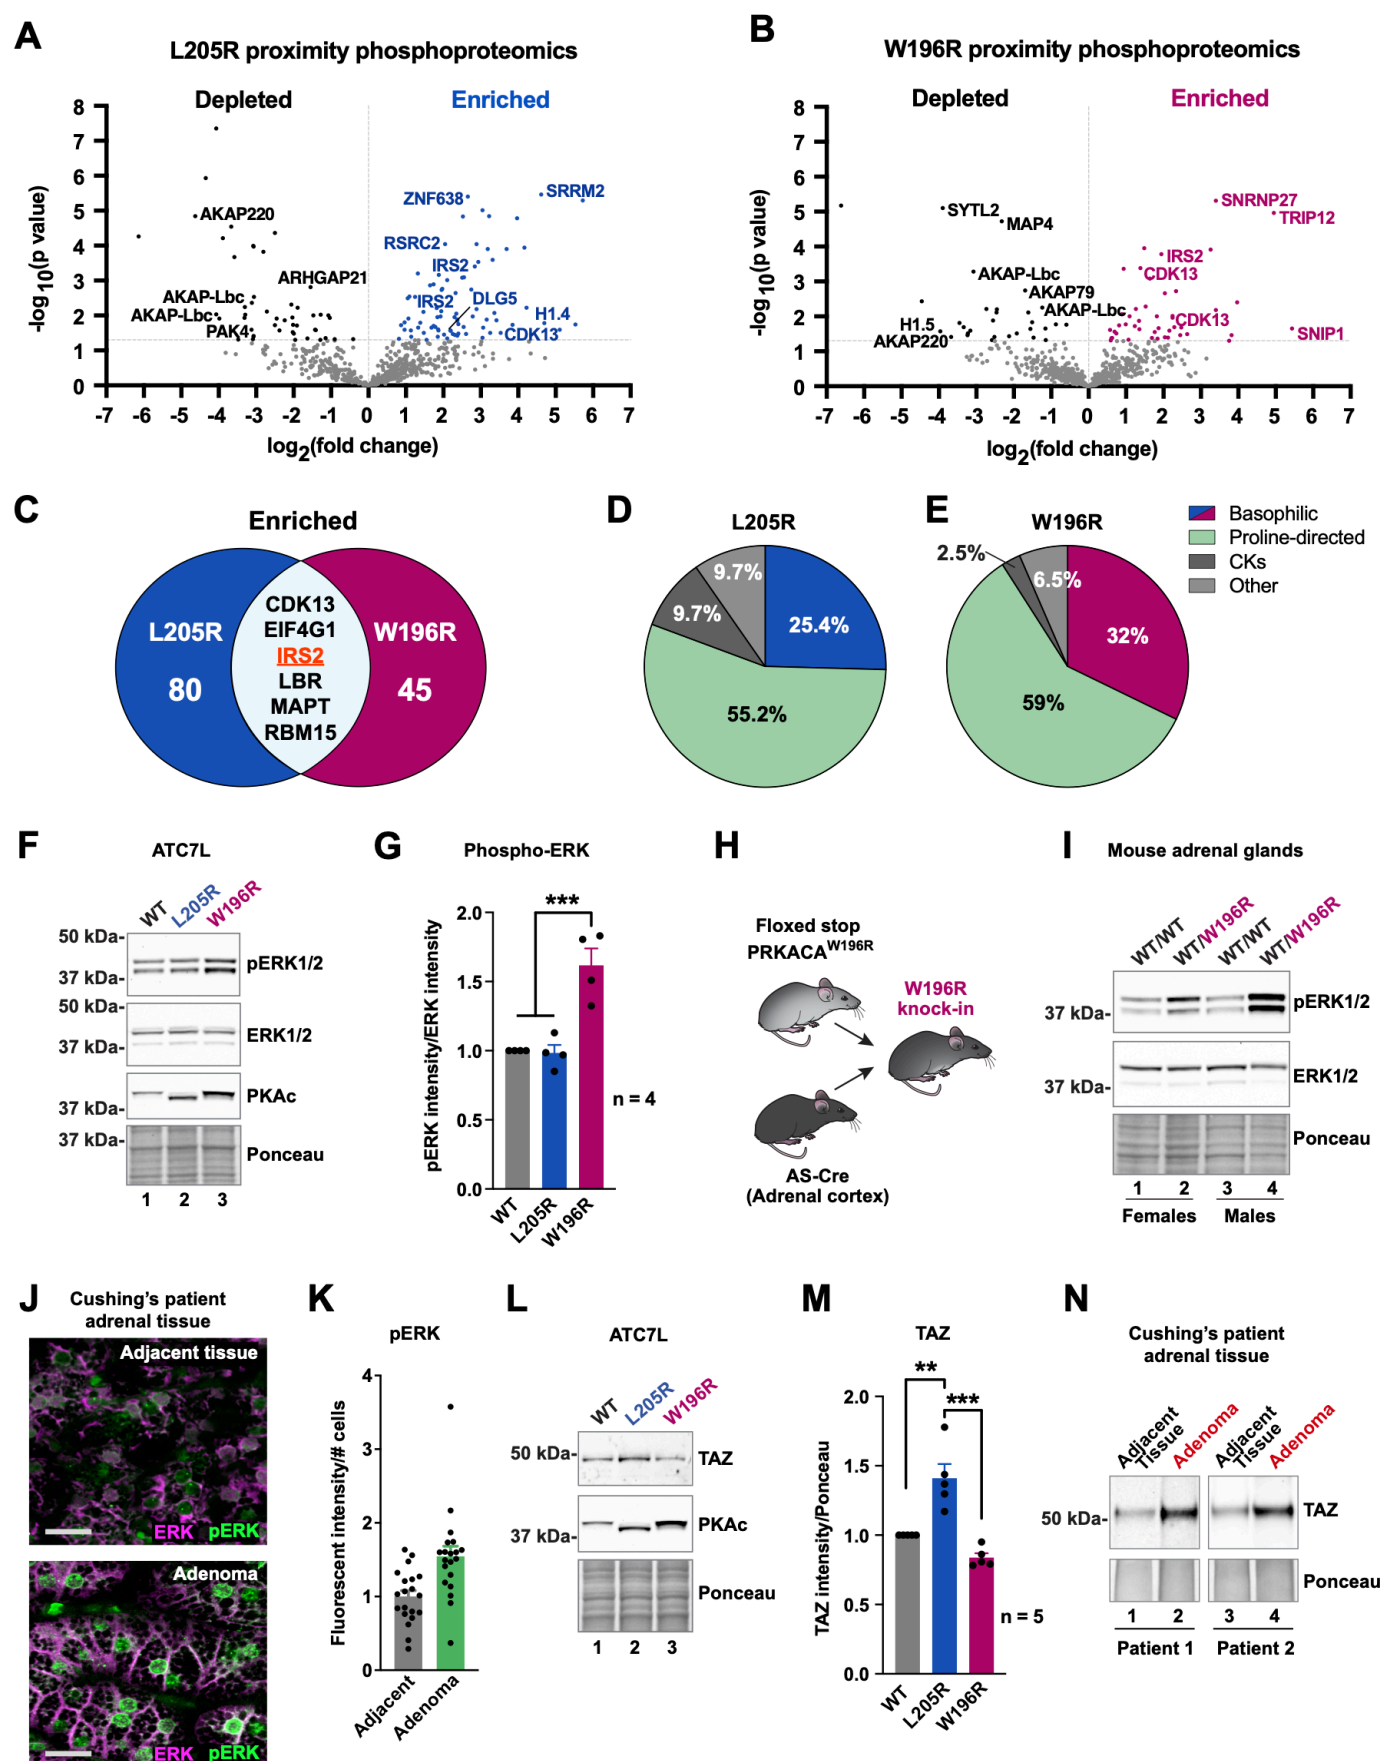 A
L205R proximity phosphoproteomics
Depleted
Enriched
8
7
6
5
4
3
2
1
0
-log10(p value)
ZNF638
SRRM2
AKAP220
RSRC2
IRS2
ARHGAP21
AKAP-Lbc
IRS2
DLG5
AKAP-Lbc
H1.4
PAK4
CDK13
-7 -6 -5 -4 -3 -2 -1 0 1 2 3 4 5 6 7
log2(fold change)
B
W196R proximity phosphoproteomics
Depleted
Enriched
8
7
6
5
4
3
2
1
0
-log10(p value)
SNRNP27
SYTL2
TRIP12
MAP4
IRS2
AKAP-Lbc
CDK13
AKAP79
AKAP-Lbc
H1.5
CDK13
AKAP220
SNIP1
-7 -6 -5 -4 -3 -2 -1 0 1 2 3 4 5 6 7
log2(fold change)
C
Enriched
L205R
80
CDK13
EIF4G1
IRS2
LBR
MAPT
RBM15
W196R
45
D
L205R
9.7%
9.7%
25.4%
55.2%
E
W196R
2.5%
6.5%
32%
59%
Basophilic
Proline-directed
CKs
Other
F
ATC7L
WT L205R W196R
50 kDa-
37 kDa-
pERK1/2
50 kDa-
37 kDa-
ERK1/2
37 kDa-
PKAc
37 kDa-
Ponceau
1 2 3
G
Phospho-ERK
***
2.0
1.5
1.0
0.5
0.0
pERK intensity/ERK intensity
n = 4
WT L205R W196R
H
Floxed stop
PRKACAW196R
W196R
knock-in
AS-Cre
(Adrenal cortex)
I
Mouse adrenal glands
WT/WT WT/W196R WT/WT WT/W196R
37 kDa-
pERK1/2
37 kDa-
ERK1/2
Ponceau
1 2 3 4
Females Males
J
Cushing's patient
adrenal tissue
Adjacent tissue
ERK pERK
Adenoma
ERK pERK
K
pERK
4
3
2
1
0
Fluorescent intensity/# cells
Adjacent Adenoma
L
ATC7L
WT L205R W196R
50 kDa-
TAZ
37 kDa-
PKAc
Ponceau
1 2 3
M
TAZ
**
***
2.0
1.5
1.0
0.5
0.0
TAZ intensity/Ponceau
n = 5
WT L205R W196R
N
Cushing's patient
adrenal tissue
Adjacent Tissue Adenoma Adjacent Tissue Adenoma
50 kDa-
TAZ
Ponceau
1 2 3 4
Patient 1 Patient 2